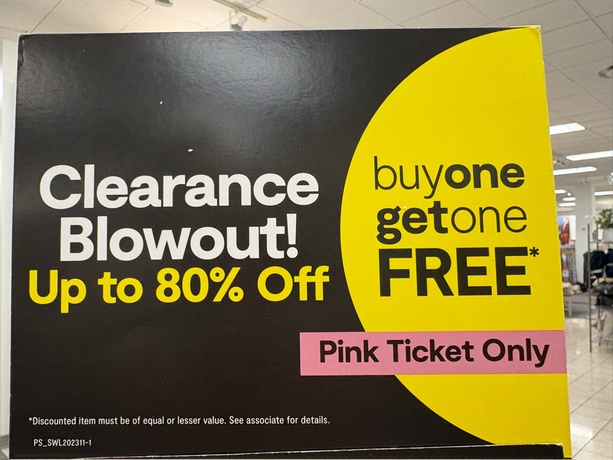 Clearance
Blowout!
Up to 80% Off
buyone
getone
FREE*
Pink Ticket Only
*Discounted item must be of equal or lesser value. See associate for details.
PS_SWL202311-1